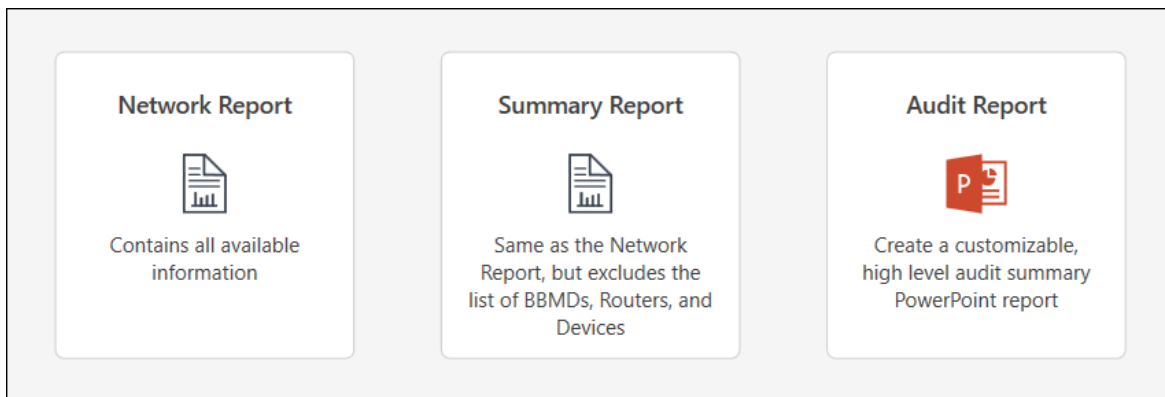 Network Report
Contains all available
information
Summary Report
Same as the Network
Report, but excludes the
list of BBMDs, Routers, and
Devices
Audit Report
P
Create a customizable,
high level audit summary
PowerPoint report